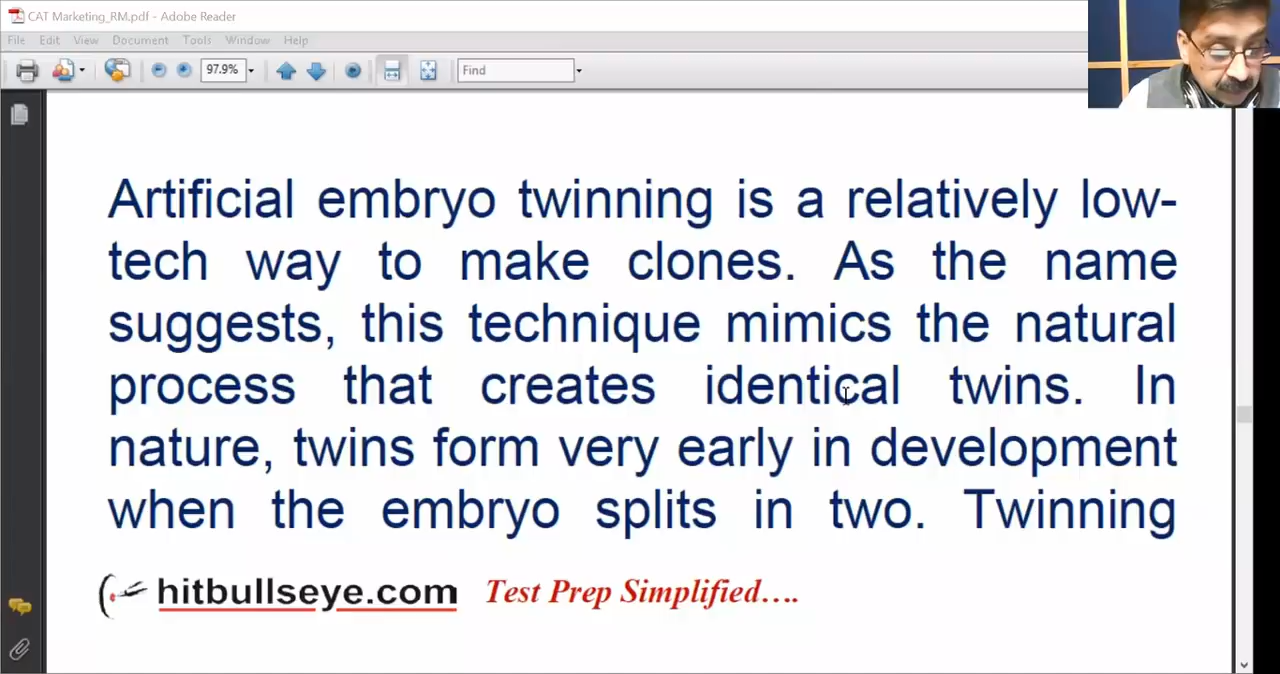 CAT Marketing_RM.pdf - Adobe Reader
File Edit View Document Tools Window Help
97.9% Find
Artificial embryo twinning is a relatively low-
tech way to make clones. As the name
suggests, this technique mimics the natural
process that creates identical twins. In
nature, twins form very early in development
when the embryo splits in two. Twinning
hitbullseye.com Test Prep Simplified....